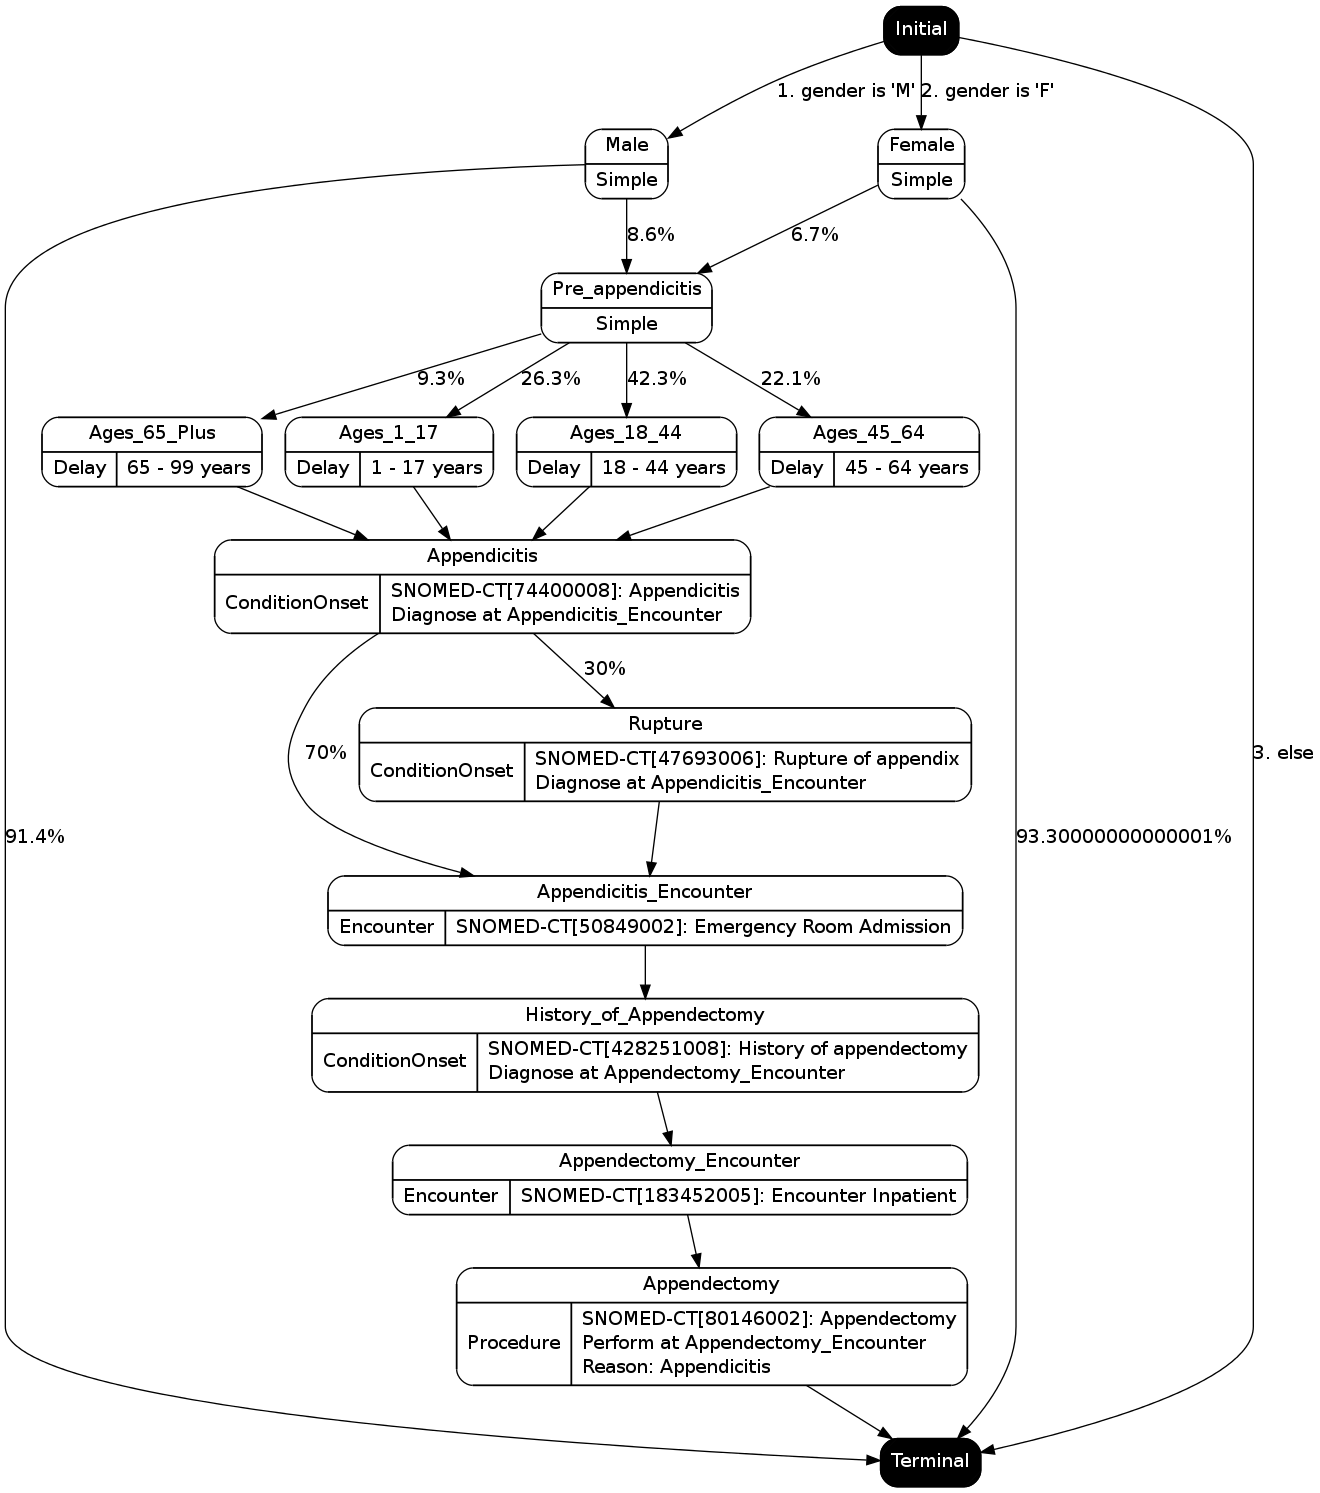 Initial
1. gender is 'M'
2. gender is 'F'
Male
Simple
Female
Simple
8.6%
6.7%
Pre_appendicitis
Simple
9.3%
26.3%
42.3%
22.1%
Ages_65_Plus
Delay
65 - 99 years
Ages_1_17
Delay
1 - 17 years
Ages_18_44
Delay
18 - 44 years
Ages_45_64
Delay
45 - 64 years
Appendicitis
ConditionOnset
SNOMED-CT[74400008]: Appendicitis
Diagnose at Appendicitis_Encounter
30%
Rupture
ConditionOnset
SNOMED-CT[47693006]: Rupture of appendix
Diagnose at Appendicitis_Encounter
70%
3. else
91.4%
93.30000000000001%
Appendicitis_Encounter
Encounter
SNOMED-CT[50849002]: Emergency Room Admission
History_of_Appendectomy
ConditionOnset
SNOMED-CT[428251008]: History of appendectomy
Diagnose at Appendectomy_Encounter
Appendectomy_Encounter
Encounter
SNOMED-CT[183452005]: Encounter Inpatient
Appendectomy
Procedure
SNOMED-CT[80146002]: Appendectomy
Perform at Appendectomy_Encounter
Reason: Appendicitis
Terminal